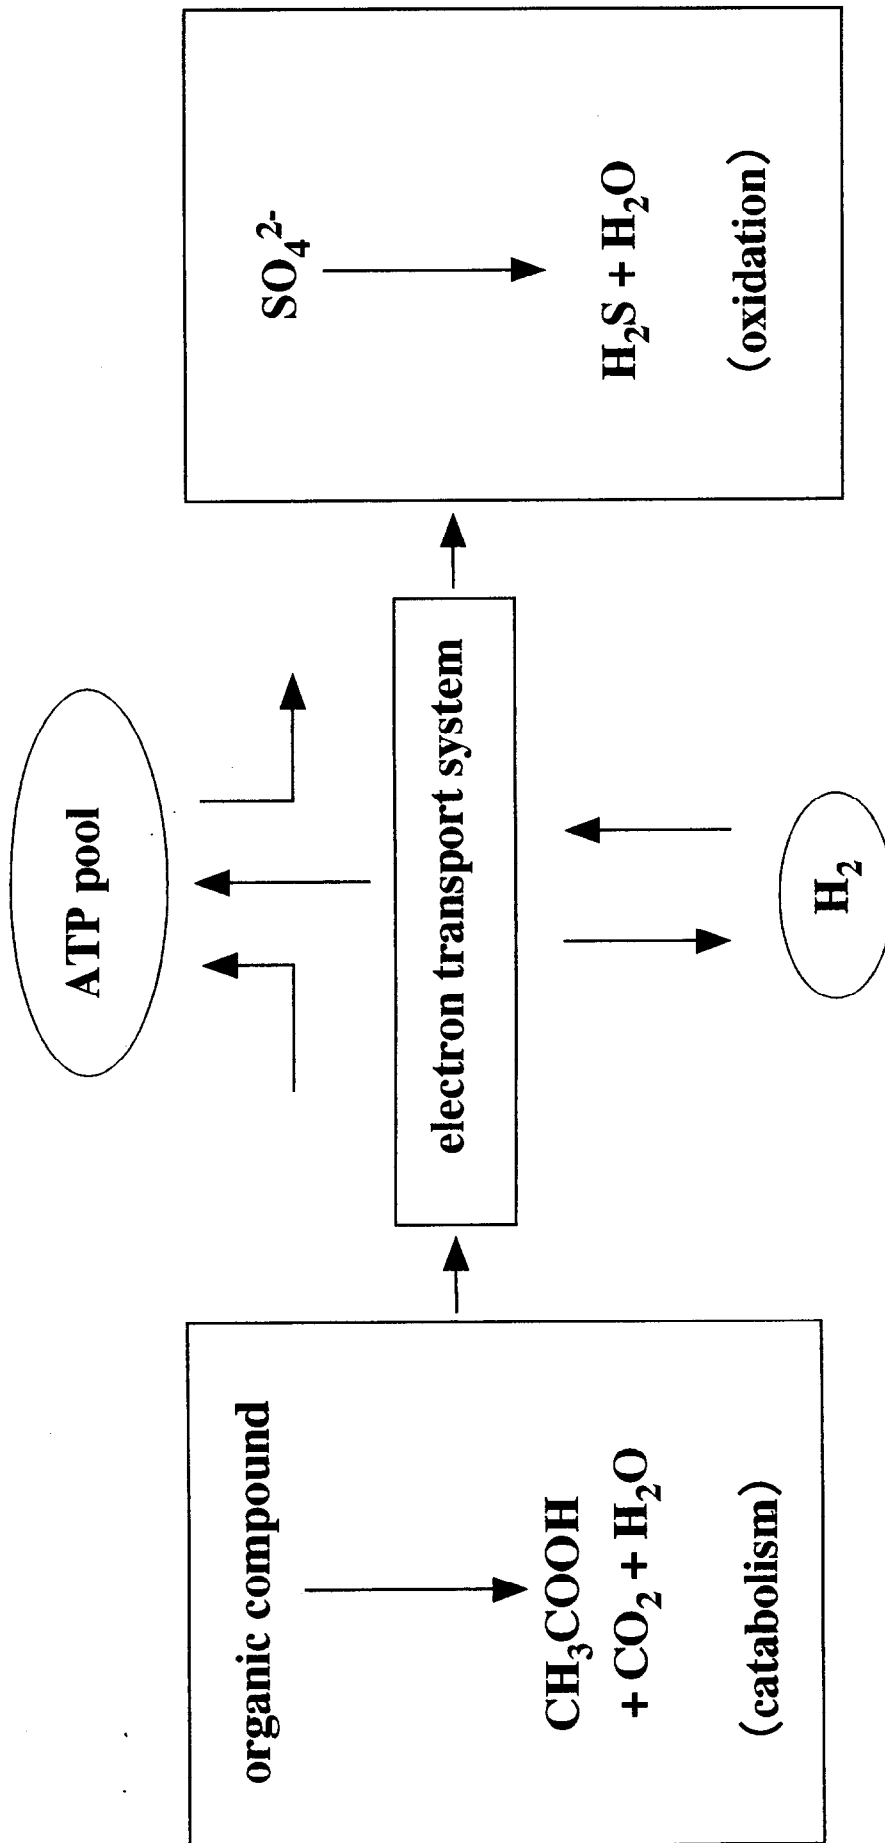 ATP pool
organic compound
CH₃COOH
+ CO₂ + H₂O
(catabolism)
electron transport system
H₂
SO₄²⁻
H₂S + H₂O
(oxidation)